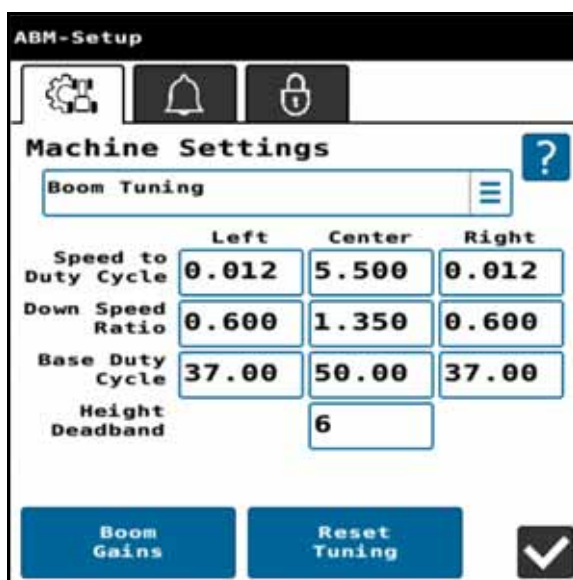 ABM-Setup
Machine Settings
?
Boom Tuning
Left Center Right
Speed to
Duty Cycle 0.012 5.500 0.012
Down Speed
Ratio 0.600 1.350 0.600
Base Duty
Cycle 37.00 50.00 37.00
Height
Deadband 6
Boom
Gains
Reset
Tuning